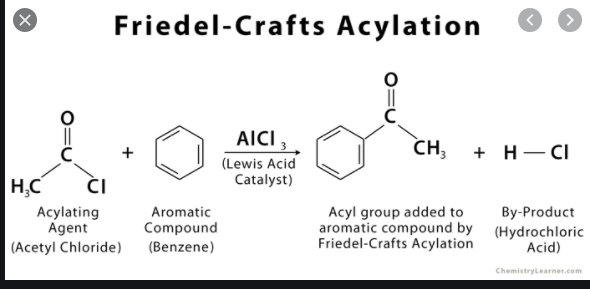 Friedel-Crafts Acylation
O
C
H₃C
Cl
+
AlCl₃
(Lewis Acid
Catalyst)
O
C
CH₃
+
H—Cl
Acylating
Agent
(Acetyl Chloride)
Aromatic
Compound
(Benzene)
Acyl group added to
aromatic compound by
Friedel-Crafts Acylation
By-Product
(Hydrochloric
Acid)
ChemistryLearner.com